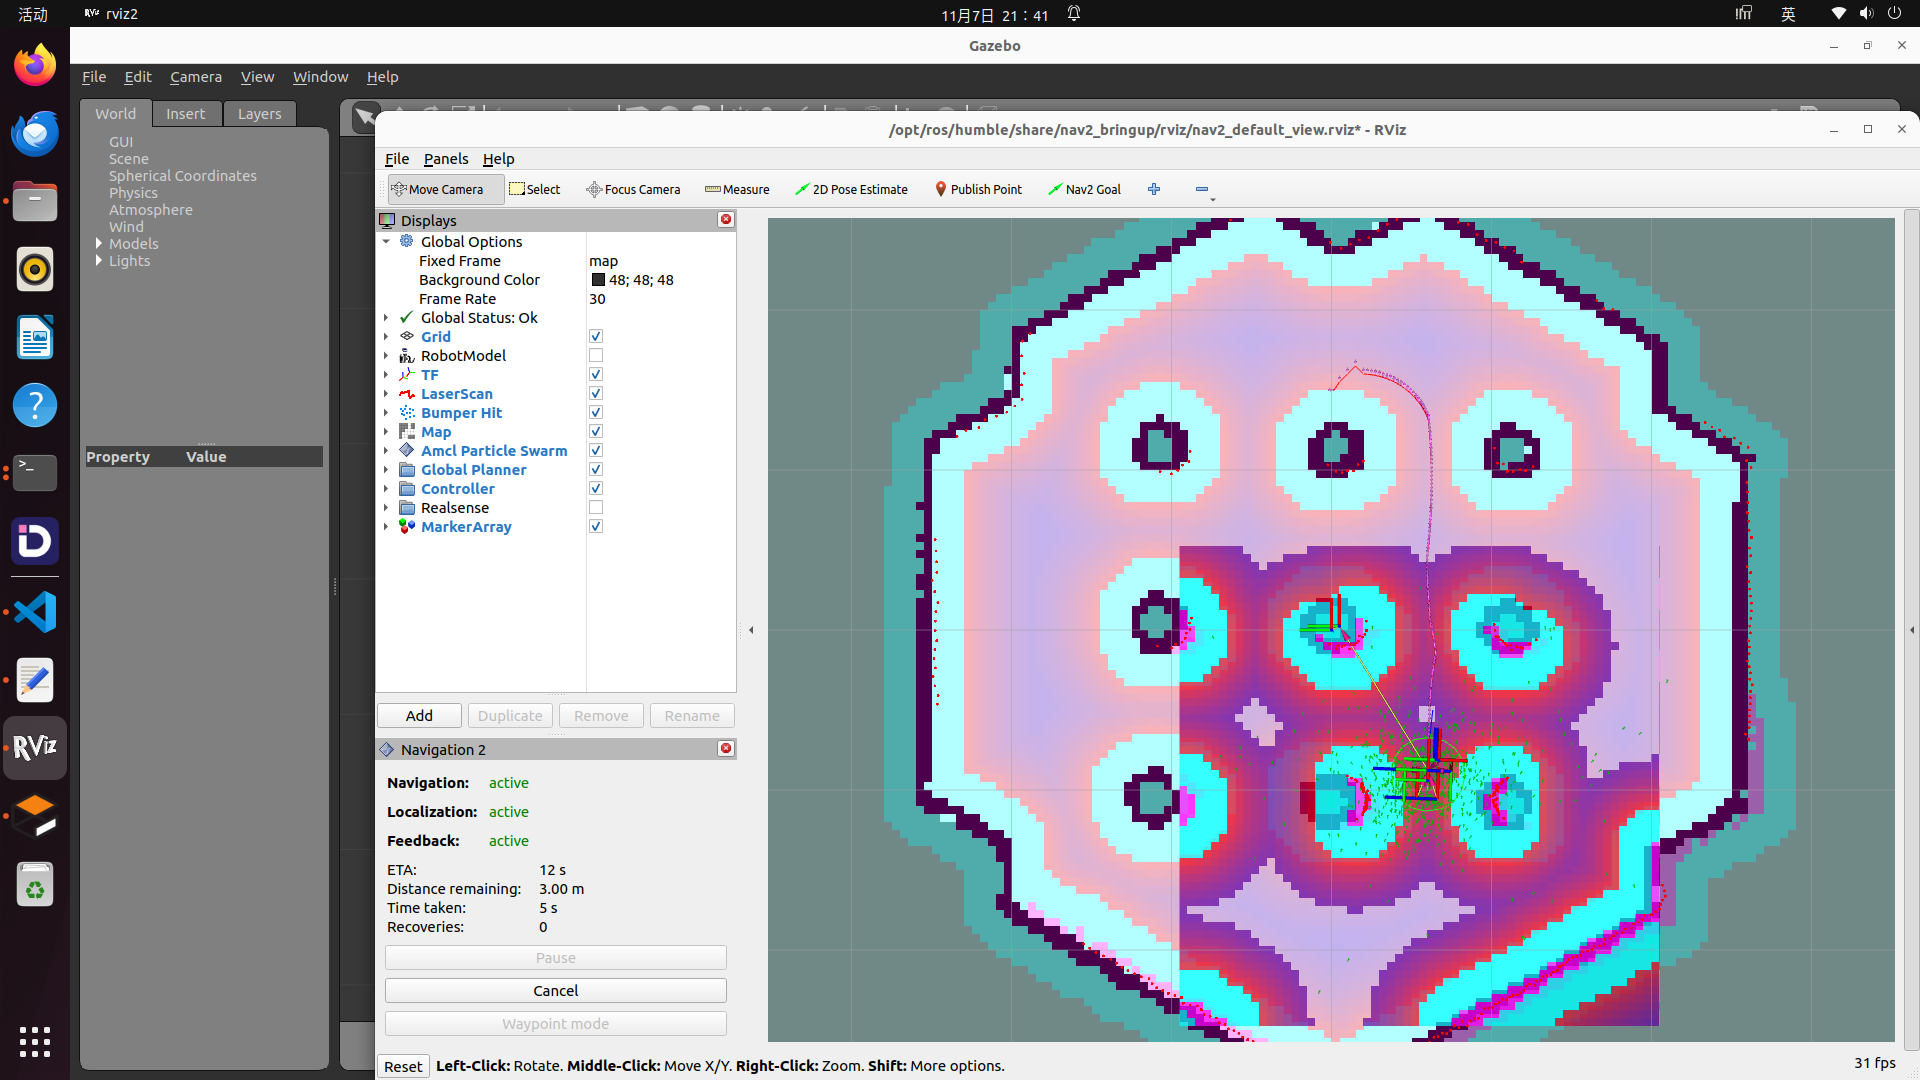 活动
rviz2
11月7日 21：41
英
Gazebo
File Edit Camera View Window Help
World Insert Layers
GUI
Scene
Spherical Coordinates
Physics
Atmosphere
Wind
Models
Lights
Property Value
/opt/ros/humble/share/nav2_bringup/rviz/nav2_default_view.rviz* - RViz
File Panels Help
Move Camera Select Focus Camera Measure 2D Pose Estimate Publish Point Nav2 Goal
Displays
Global Options
Fixed Frame map
Background Color 48; 48; 48
Frame Rate 30
Global Status: Ok
Grid
RobotModel
TF
LaserScan
Bumper Hit
Map
Amcl Particle Swarm
Global Planner
Controller
Realsense
MarkerArray
Add Duplicate Remove Rename
Navigation 2
Navigation: active
Localization: active
Feedback: active
ETA: 12 s
Distance remaining: 3.00 m
Time taken: 5 s
Recoveries: 0
Pause
Cancel
Waypoint mode
Reset Left-Click: Rotate. Middle-Click: Move X/Y. Right-Click: Zoom. Shift: More options.
31 fps
RViz